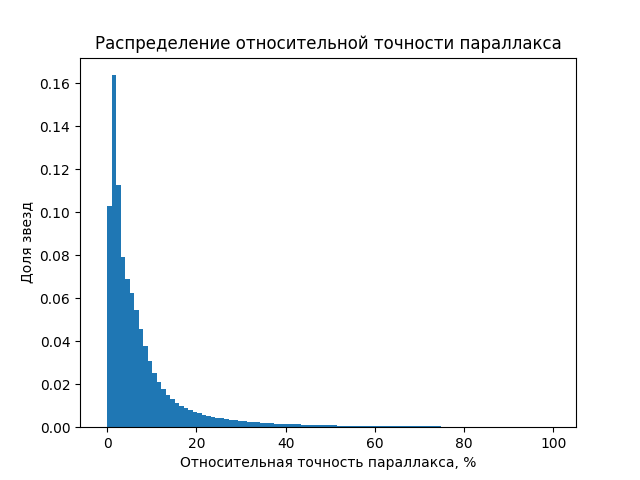 Распределение относительной точности параллакса
0.16
0.14
0.12
0.10
0.08
0.06
0.04
0.02
0.00
Доля звезд
0 20 40 60 80 100
Относительная точность параллакса, %